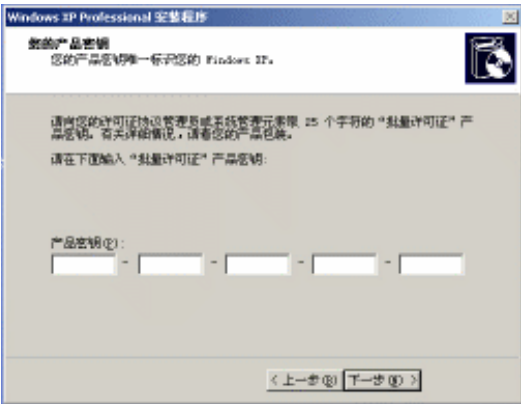 Windows XP Professional 安装程序
您的产品密钥
您的产品密钥唯一标识您的 Windows XP。
请向您的许可证协议管理员或系统管理员索取 25 个字符的“批量许可证”产
品密钥。有关详细情况，请看您的产品包装。
请在下面输入“批量许可证”产品密钥:
产品密钥(P):
- - - -
< 上一步(B) 下一步(N) >